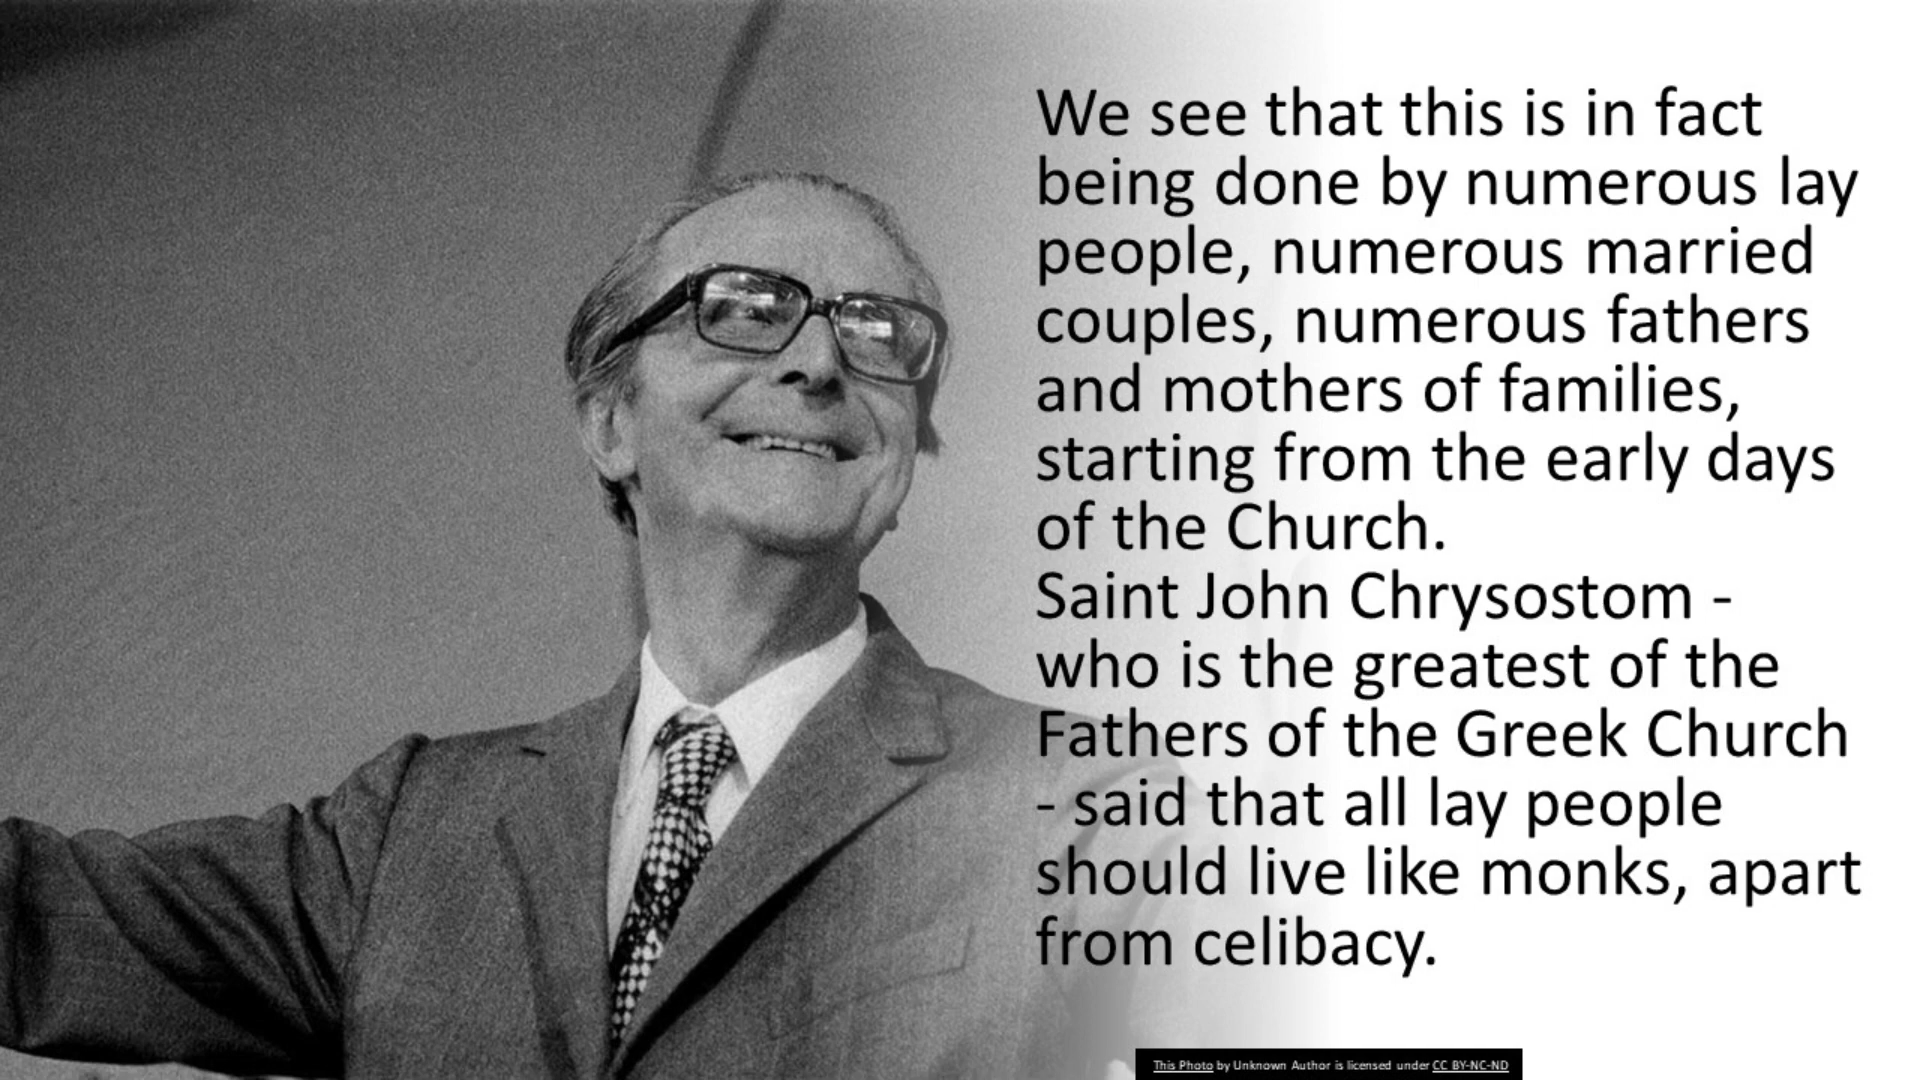 We see that this is in fact
being done by numerous lay
people, numerous married
couples, numerous fathers
and mothers of families,
starting from the early days
of the Church.
Saint John Chrysostom -
who is the greatest of the
Fathers of the Greek Church
- said that all lay people
should live like monks, apart
from celibacy.
This Photo by Unknown Author is licensed under CC BY-NC-ND